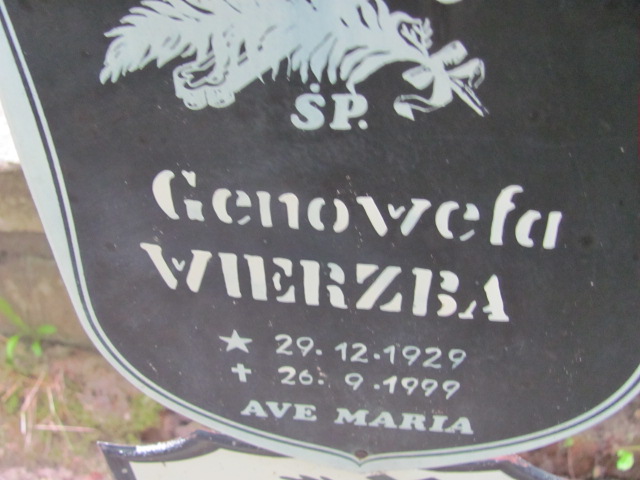 ŚP.
Genowefa
WIERZBA
★ 29.12.1929
✝ 26.9.1999
AVE MARIA